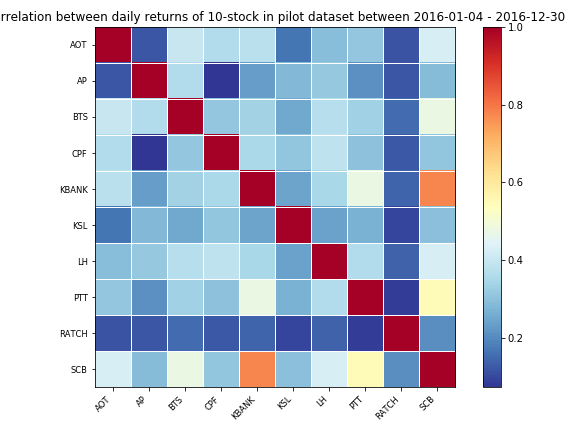 rrelation between daily returns of 10-stock in pilot dataset between 2016-01-04 - 2016-12-30
AOT
AP
BTS
CPF
KBANK
KSL
LH
PTT
RATCH
SCB
AOT
AP
BTS
CPF
KBANK
KSL
LH
PTT
RATCH
SCB
1.0
0.8
0.6
0.4
0.2